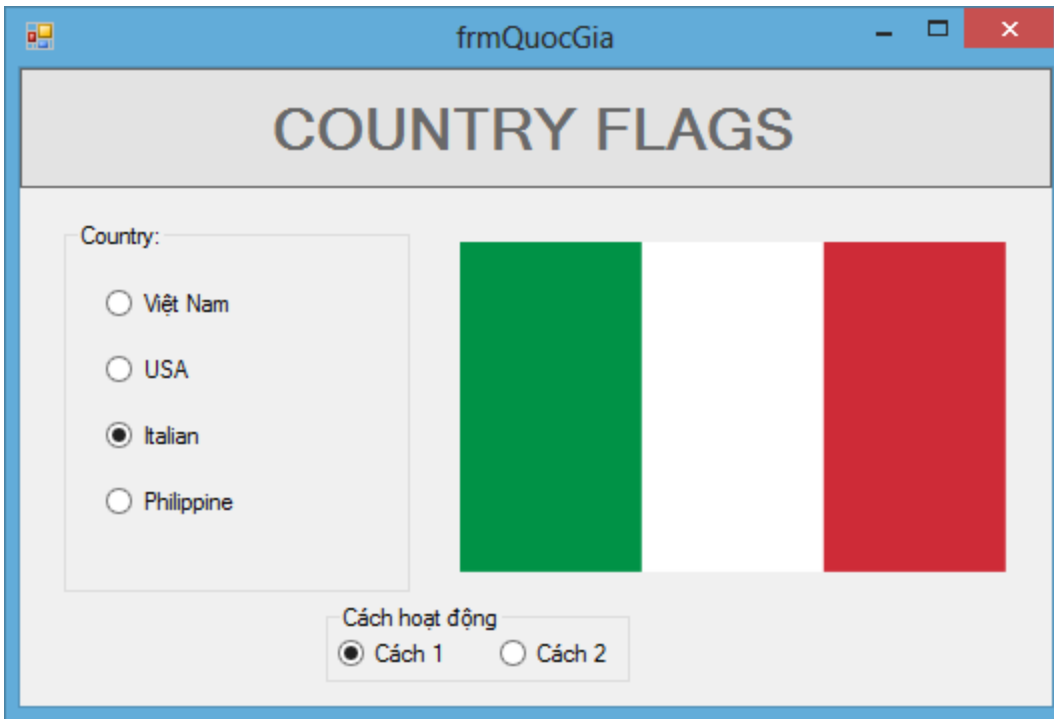 frmQuocGia
COUNTRY FLAGS
Country:
Việt Nam
USA
Italian
Philippine
Cách hoạt động
Cách 1 Cách 2